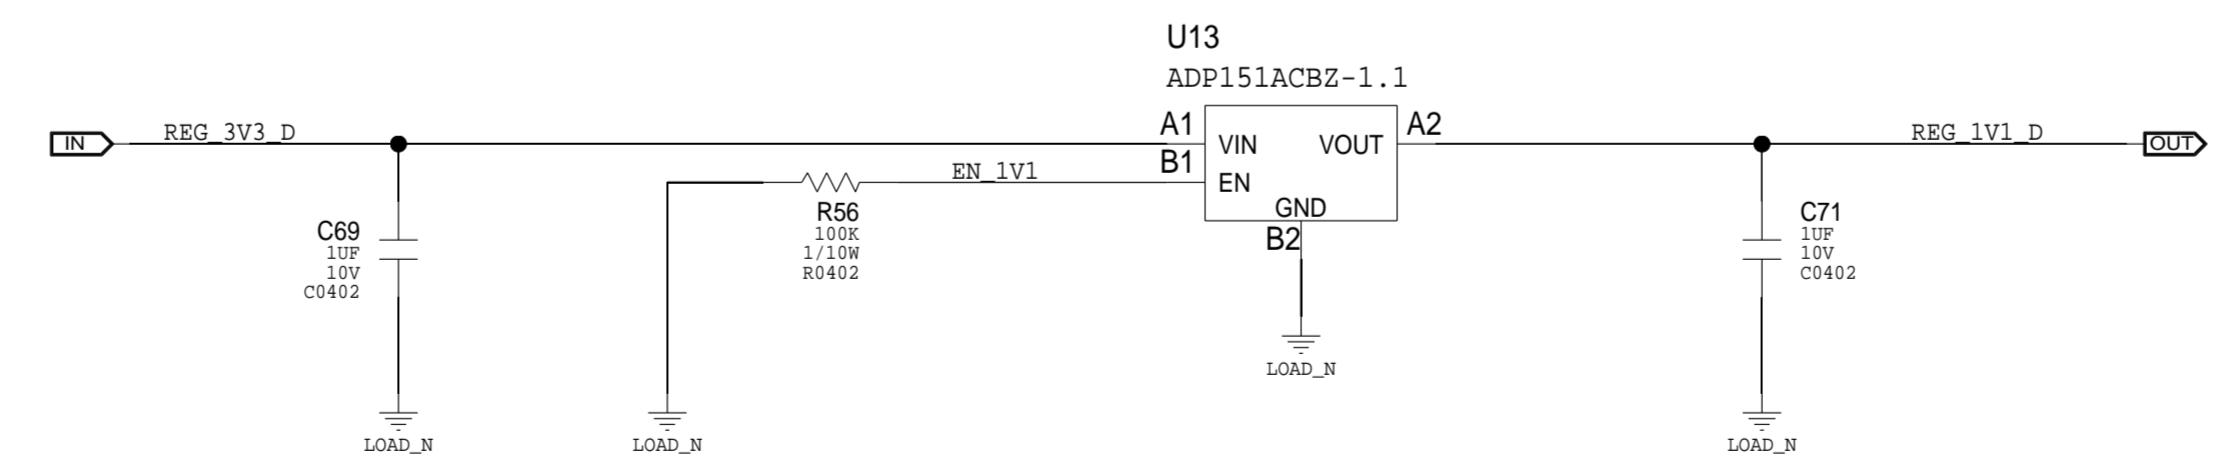 U13
ADP151ACBZ-1.1
IN
REG_3V3_D
A1
VIN
VOUT
A2
REG_1V1_D
OUT
B1
EN_1V1
EN
GND
B2
C69
1UF
10V
C0402
R56
100K
1/10W
R0402
C71
1UF
10V
C0402
LOAD_N
LOAD_N
LOAD_N
LOAD_N